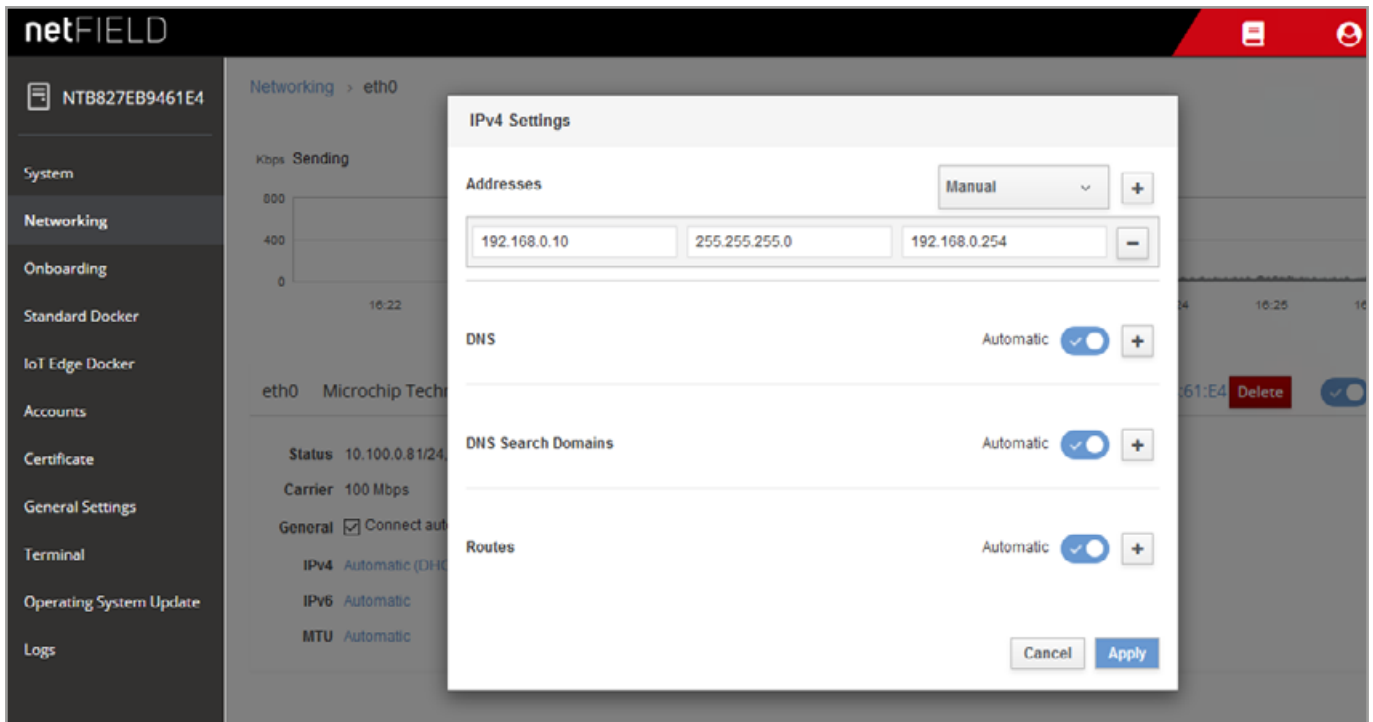 netFIELD
NTB827EB9461E4
System
Networking
Onboarding
Standard Docker
IoT Edge Docker
Accounts
Certificate
General Settings
Terminal
Operating System Update
Logs
Networking › eth0
Kbps Sending
800
400
0
16:22
24
16:25
16
eth0 Microchip Techn
:61:E4 Delete
Status 10.100.0.81/24,
Carrier 100 Mbps
General Connect aut
IPv4 Automatic (DHC
IPv6 Automatic
MTU Automatic
IPv4 Settings
Addresses Manual +
192.168.0.10 255.255.255.0 192.168.0.254 −
DNS Automatic +
DNS Search Domains Automatic +
Routes Automatic +
Cancel Apply